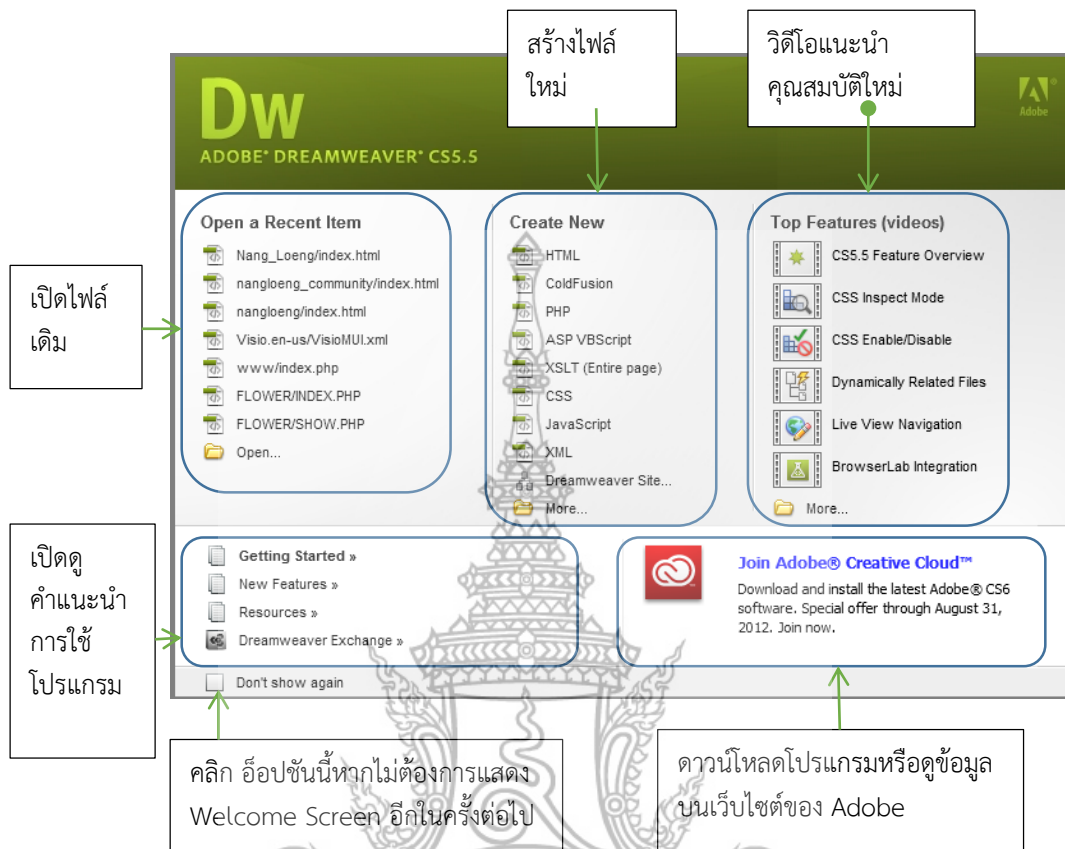 สร้างไฟล์
ใหม่
วิดีโอแนะนำ
คุณสมบัติใหม่
Dw
ADOBE® DREAMWEAVER® CS5.5
Adobe
เปิดไฟล์
เดิม
Open a Recent Item
Nang_Loeng/index.html
nangloeng_community/index.html
nangloeng/index.html
Visio.en-us/VisioMUI.xml
www/index.php
FLOWER/INDEX.PHP
FLOWER/SHOW.PHP
Open...
Create New
HTML
ColdFusion
PHP
ASP VBScript
XSLT (Entire page)
CSS
JavaScript
XML
Dreamweaver Site...
More...
Top Features (videos)
CS5.5 Feature Overview
CSS Inspect Mode
CSS Enable/Disable
Dynamically Related Files
Live View Navigation
BrowserLab Integration
More...
เปิดดู
คำแนะนำ
การใช้
โปรแกรม
Getting Started »
New Features »
Resources »
Dreamweaver Exchange »
Join Adobe® Creative Cloud™
Download and install the latest Adobe® CS6
software. Special offer through August 31,
2012. Join now.
Don't show again
คลิก อ็อปชันนี้หากไม่ต้องการแสดง
Welcome Screen อีกในครั้งต่อไป
ดาวน์โหลดโปรแกรมหรือดูข้อมูล
บนเว็บไซต์ของ Adobe